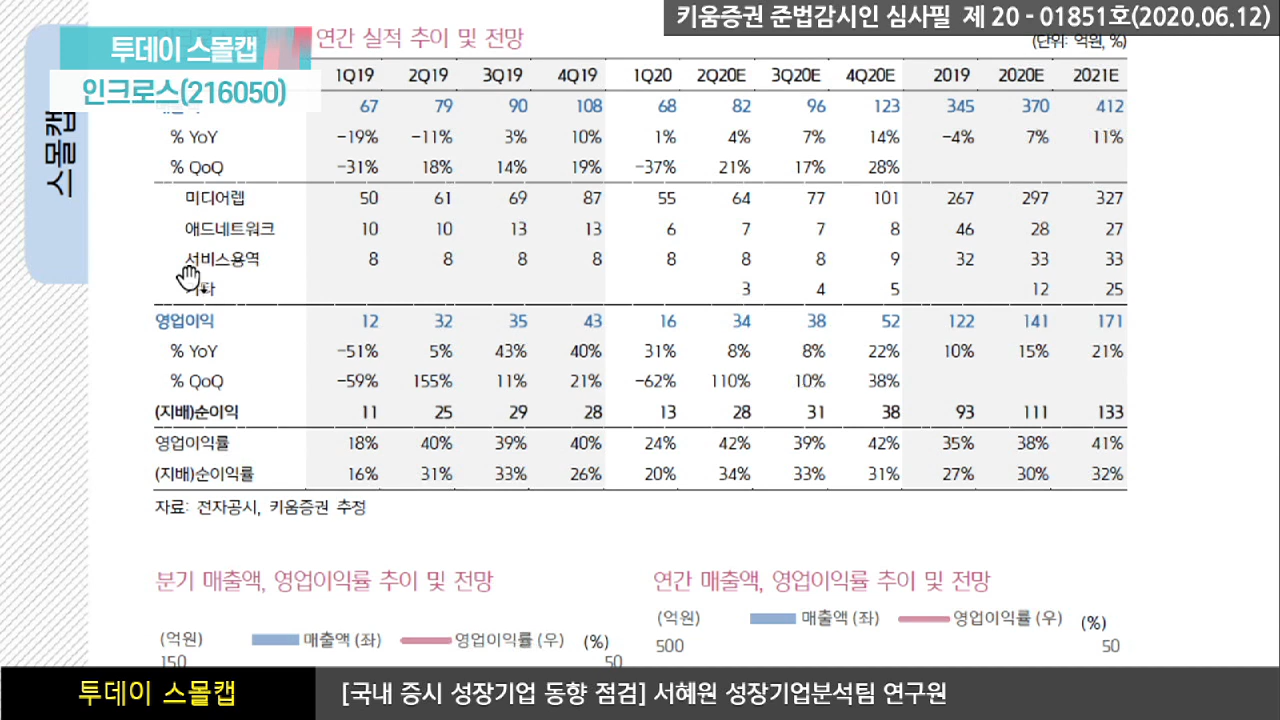 키움증권 준법감시인 심사필 제 20 - 01851호(2020.06.12)
투데이 스몰캡
연간 실적 추이 및 전망
(단위: 억원, %)
인크로스(216050)
스몰캡
1Q19 2Q19 3Q19 4Q19 1Q20 2Q20E 3Q20E 4Q20E 2019 2020E 2021E
67 79 90 108 68 82 96 123 345 370 412
% YoY -19% -11% 3% 10% 1% 4% 7% 14% -4% 7% 11%
% QoQ -31% 18% 14% 19% -37% 21% 17% 28%
미디어렙 50 61 69 87 55 64 77 101 267 297 327
애드네트워크 10 10 13 13 6 7 7 8 46 28 27
서비스용역 8 8 8 8 8 8 8 9 32 33 33
기타 3 4 5 12 25
영업이익 12 32 35 43 16 34 38 52 122 141 171
% YoY -51% 5% 43% 40% 31% 8% 8% 22% 10% 15% 21%
% QoQ -59% 155% 11% 21% -62% 110% 10% 38%
(지배)순이익 11 25 29 28 13 28 31 38 93 111 133
영업이익률 18% 40% 39% 40% 24% 42% 39% 42% 35% 38% 41%
(지배)순이익률 16% 31% 33% 26% 20% 34% 33% 31% 27% 30% 32%
자료: 전자공시, 키움증권 추정
분기 매출액, 영업이익률 추이 및 전망
(억원) 매출액 (좌) 영업이익률 (우) (%)
150 50
연간 매출액, 영업이익률 추이 및 전망
(억원) 매출액 (좌) 영업이익률 (우) (%)
500 50
투데이 스몰캡
[국내 증시 성장기업 동향 점검] 서혜원 성장기업분석팀 연구원